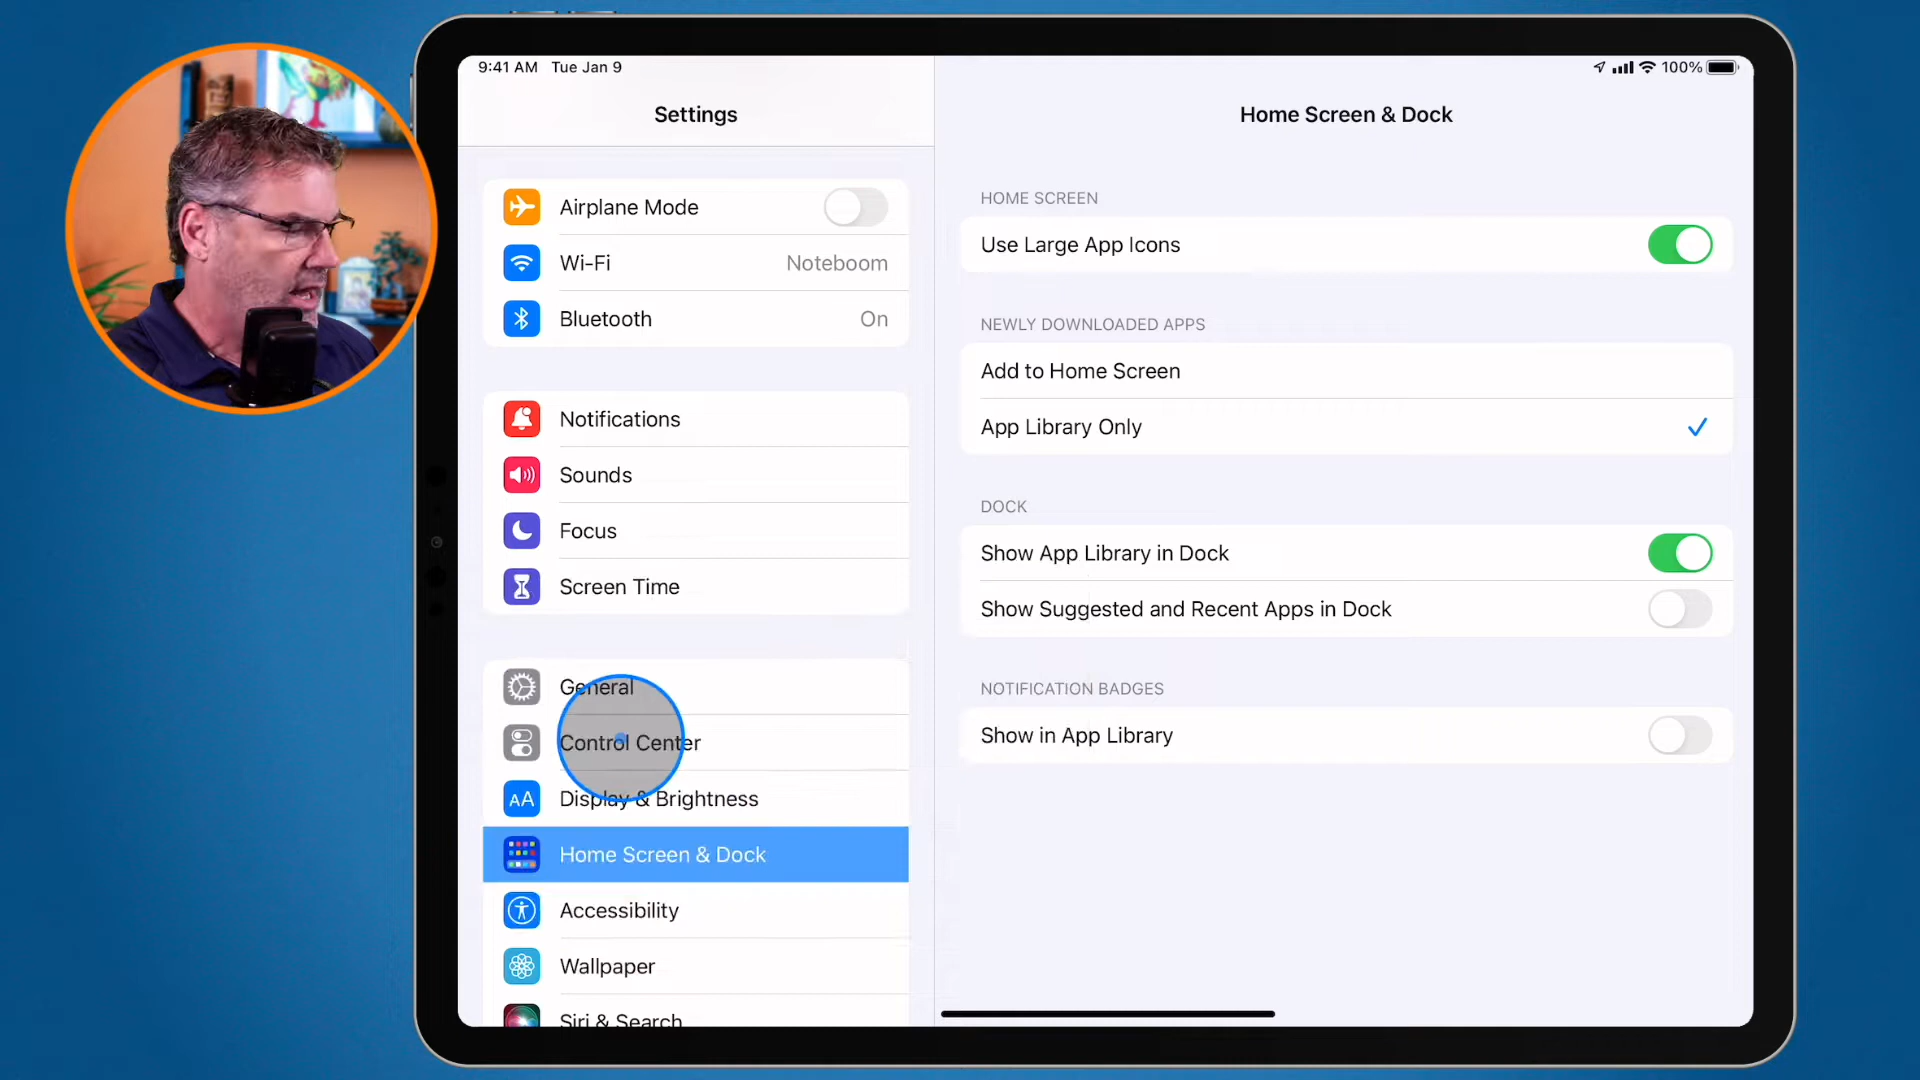 9:41 AM Tue Jan 9
100%
Settings
Airplane Mode
Wi-Fi Noteboom
Bluetooth On
Notifications
Sounds
Focus
Screen Time
General
Control Center
AA Display & Brightness
Home Screen & Dock
Accessibility
Wallpaper
Siri & Search
Home Screen & Dock
HOME SCREEN
Use Large App Icons
NEWLY DOWNLOADED APPS
Add to Home Screen
App Library Only
DOCK
Show App Library in Dock
Show Suggested and Recent Apps in Dock
NOTIFICATION BADGES
Show in App Library